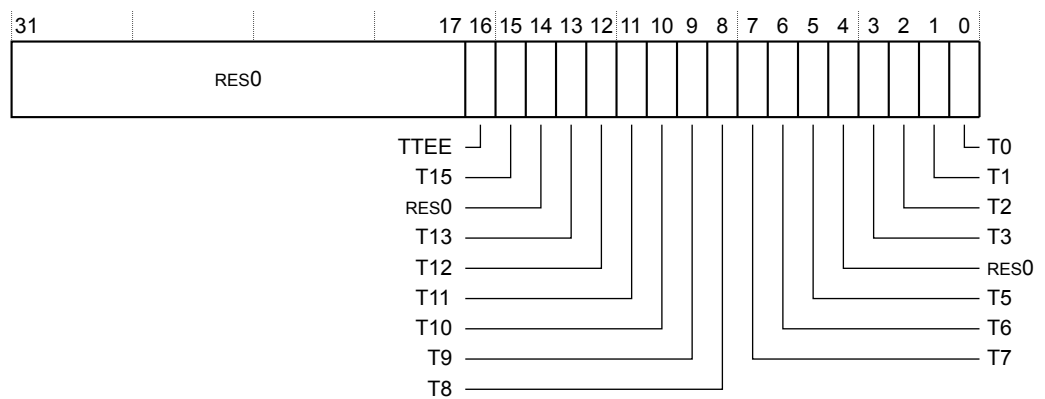 31 17 16 15 14 13 12 11 10 9 8 7 6 5 4 3 2 1 0
RES0
TTEE T0
T15 T1
RES0 T2
T13 T3
T12 RES0
T11 T5
T10 T6
T9 T7
T8